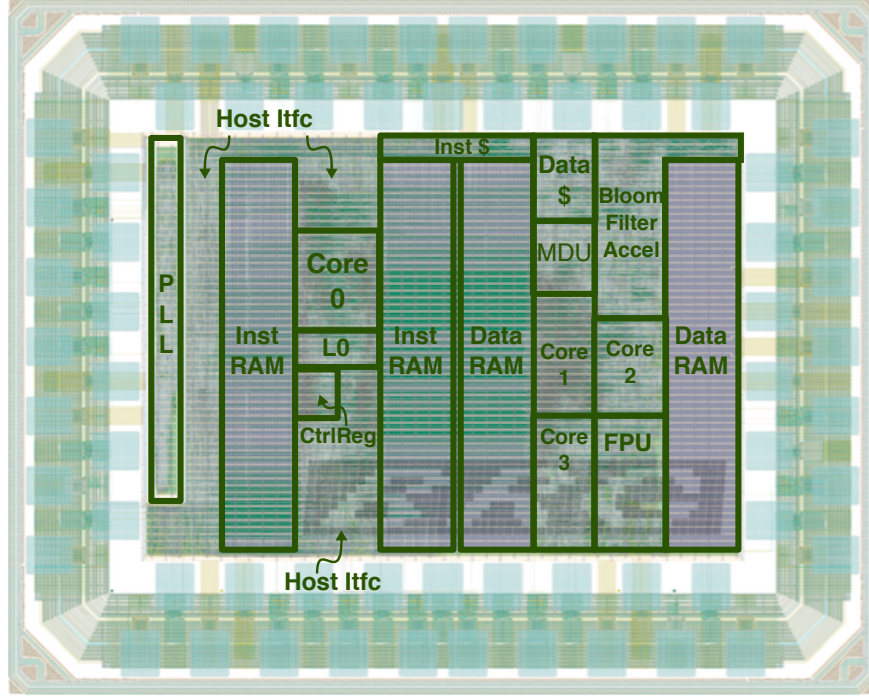 Host Itfc
Inst $
Data
$
Bloom
Filter
Accel
MDU
Core
0
P
L
L
Inst
RAM
L0
Inst
RAM
Data
RAM
Core
1
Core
2
Data
RAM
CtrlReg
Core
3
FPU
Host Itfc